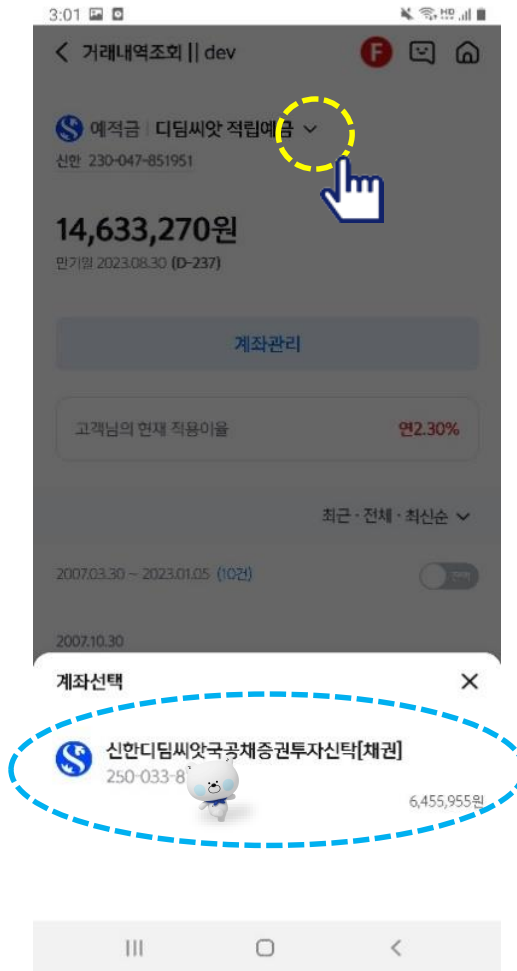 3:01
거래내역조회 || dev
F
예적금 | 디딤씨앗 적립예금
신한 230-047-851951
14,633,270원
만기일 2023.08.30 (D-237)
계좌관리
고객님의 현재 적용이율 연2.30%
최근 · 전체 · 최신순
2007.03.30 ~ 2023.01.05 (10건)
2007.10.30
계좌선택
신한디딤씨앗국공채증권투자신탁[채권]
250-033-8
6,455,955원